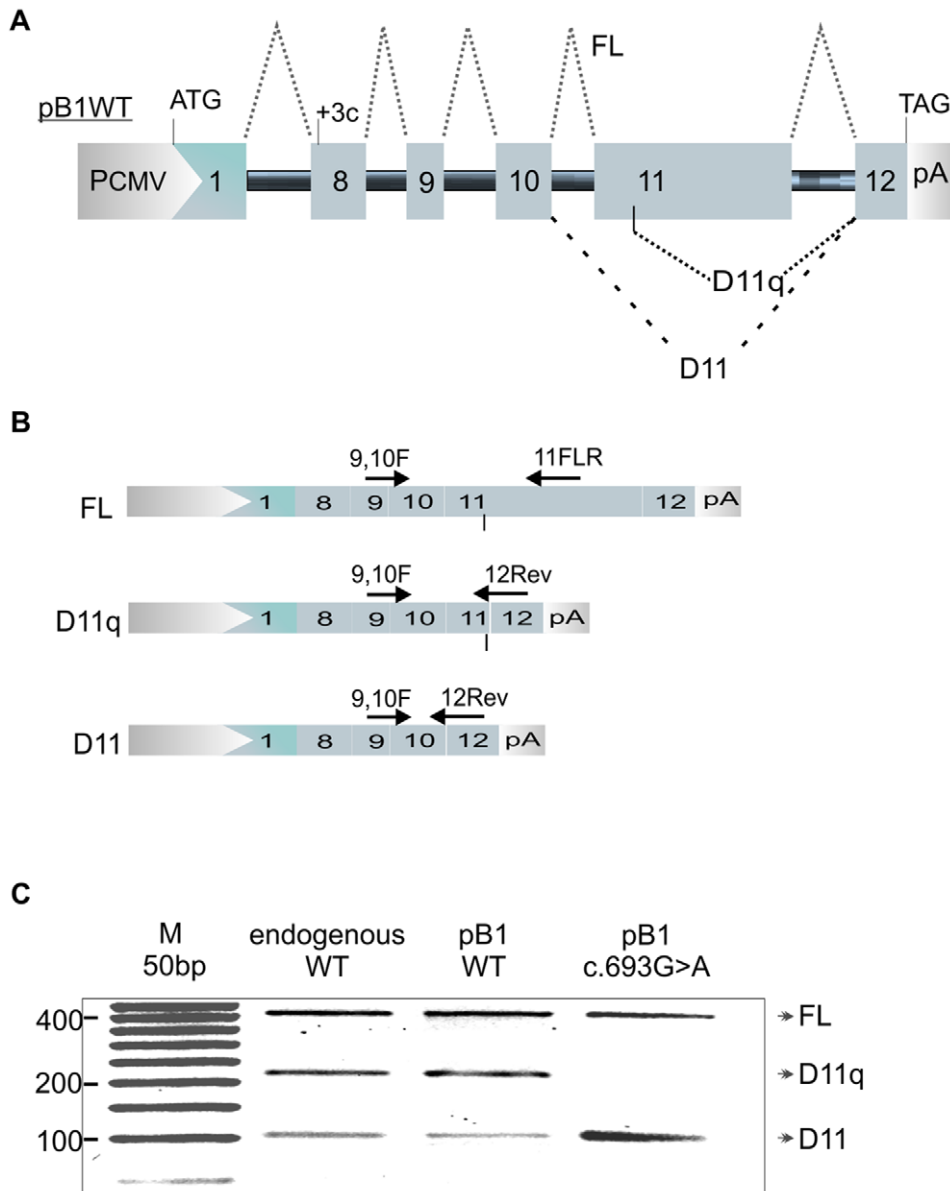 A
pB1WT
ATG
+3c
FL
TAG
PCMV
1
8
9
10
11
12
pA
D11q
D11
B
9,10F
11FLR
FL
1
8
9
10
11
12
pA
9,10F
12Rev
D11q
1
8
9
10
11
12
pA
9,10F
12Rev
D11
1
8
9
10
12
pA
C
M
50bp
endogenous
WT
pB1
WT
pB1
c.693G>A
400
FL
200
D11q
100
D11